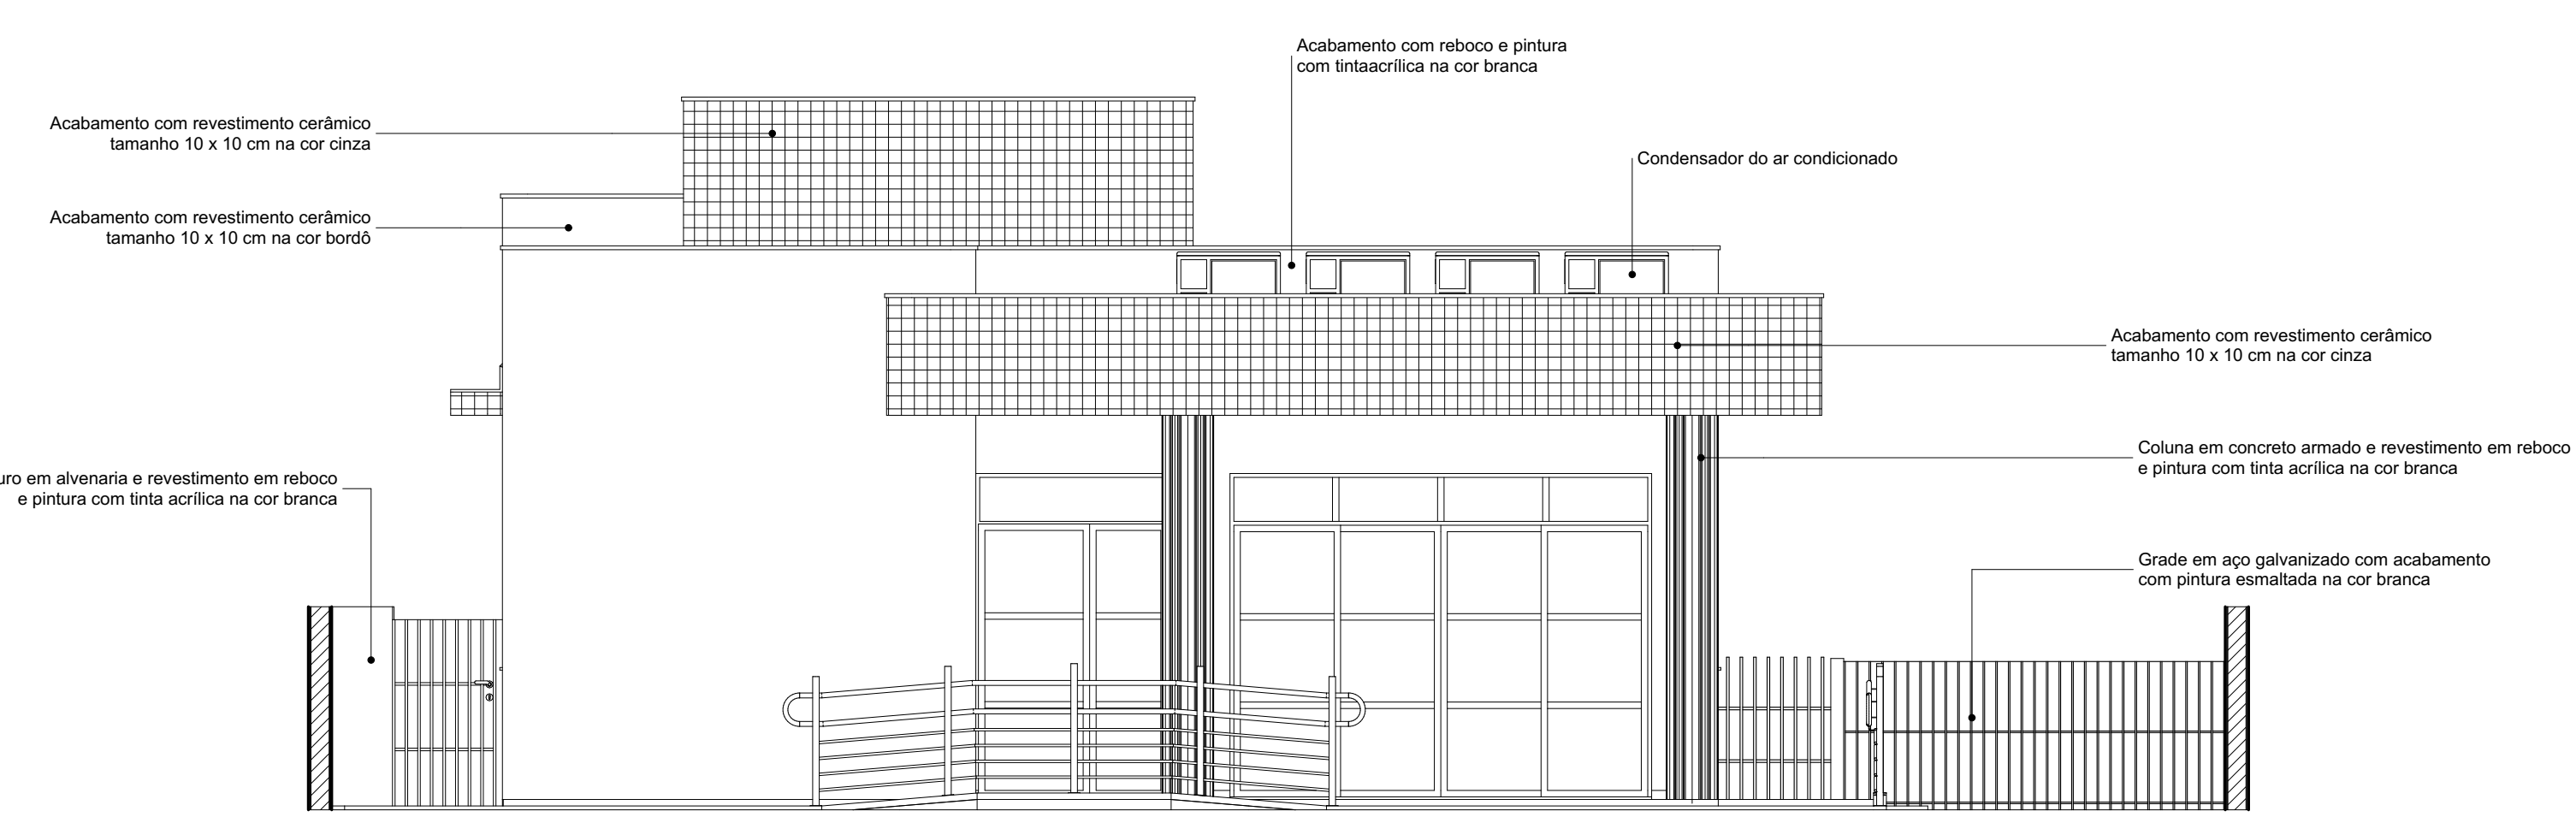 Acabamento com reboco e pintura
com tintaacrílica na cor branca
Acabamento com revestimento cerâmico
tamanho 10 x 10 cm na cor cinza
Condensador do ar condicionado
Acabamento com revestimento cerâmico
tamanho 10 x 10 cm na cor bordô
Acabamento com revestimento cerâmico
tamanho 10 x 10 cm na cor cinza
Coluna em concreto armado e revestimento em reboco
e pintura com tinta acrílica na cor branca
uro em alvenaria e revestimento em reboco
e pintura com tinta acrílica na cor branca
Grade em aço galvanizado com acabamento
com pintura esmaltada na cor branca